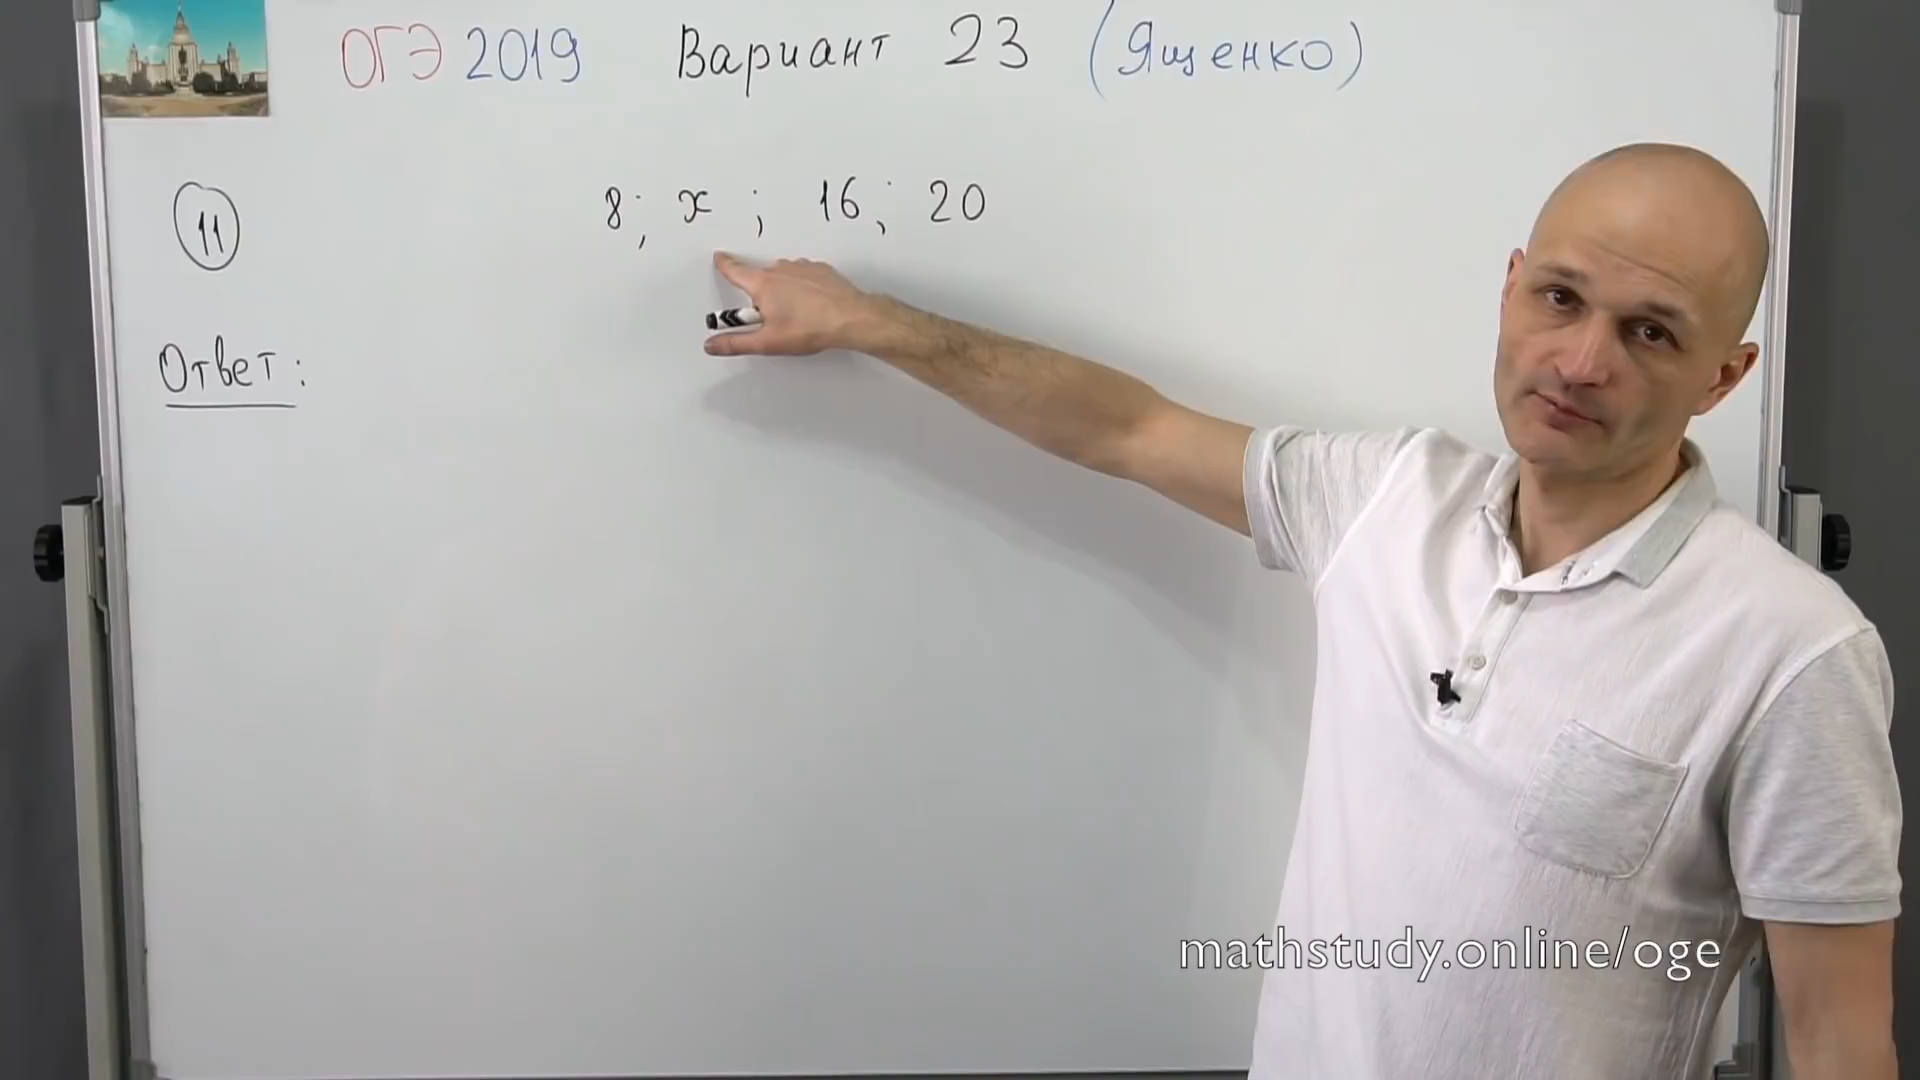 ОГЭ 2019 Вариант 23 (Ященко)
11
8; x; 16; 20
Ответ:
mathstudy.online/oge